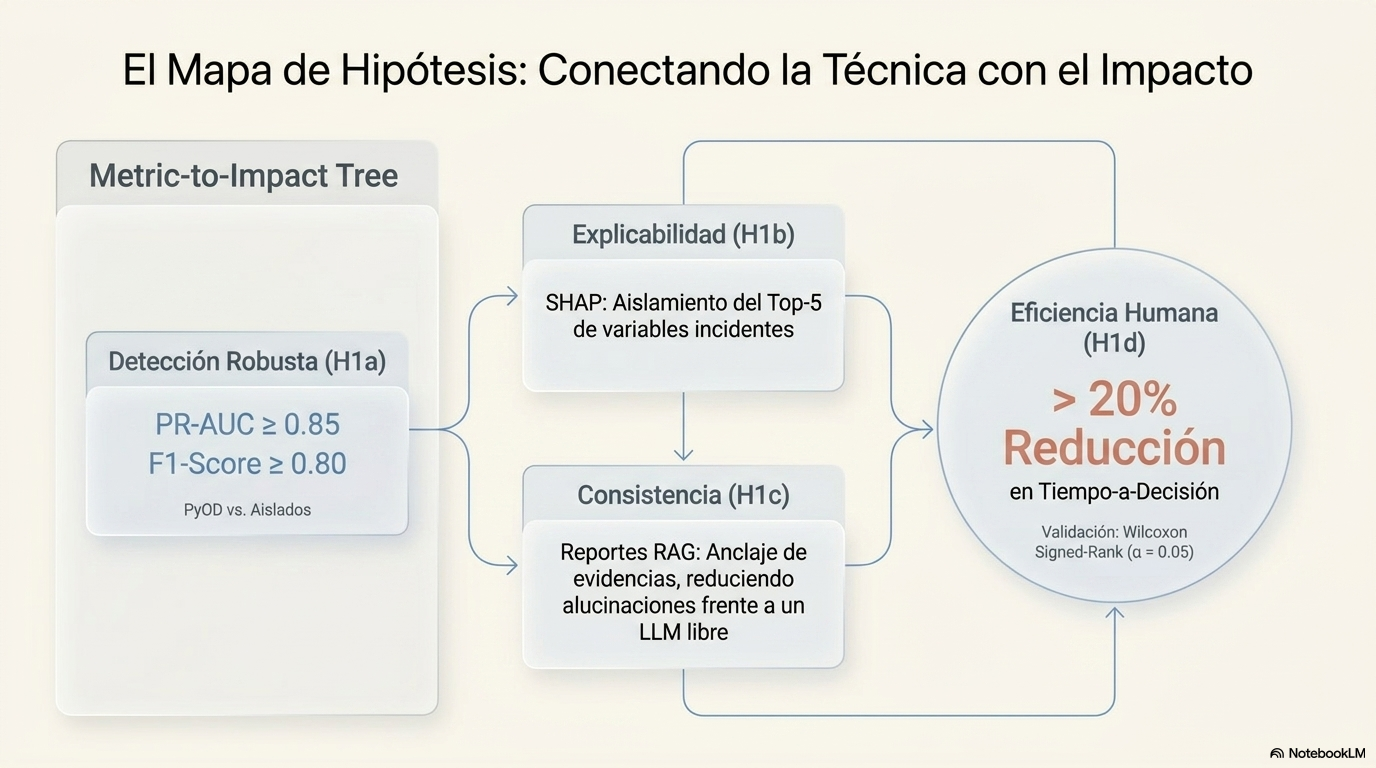 El Mapa de Hipótesis: Conectando la Técnica con el Impacto
Metric-to-Impact Tree
Detección Robusta (H1a)
PR-AUC ≥ 0.85
F1-Score ≥ 0.80
PyOD vs. Aislados
Explicabilidad (H1b)
SHAP: Aislamiento del Top-5
de variables incidentes
Consistencia (H1c)
Reportes RAG: Anclaje de
evidencias, reduciendo
alucinaciones frente a un
LLM libre
Eficiencia Humana
(H1d)
> 20%
Reducción
en Tiempo-a-Decisión
Validación: Wilcoxon
Signed-Rank (α = 0.05)
NotebookLM